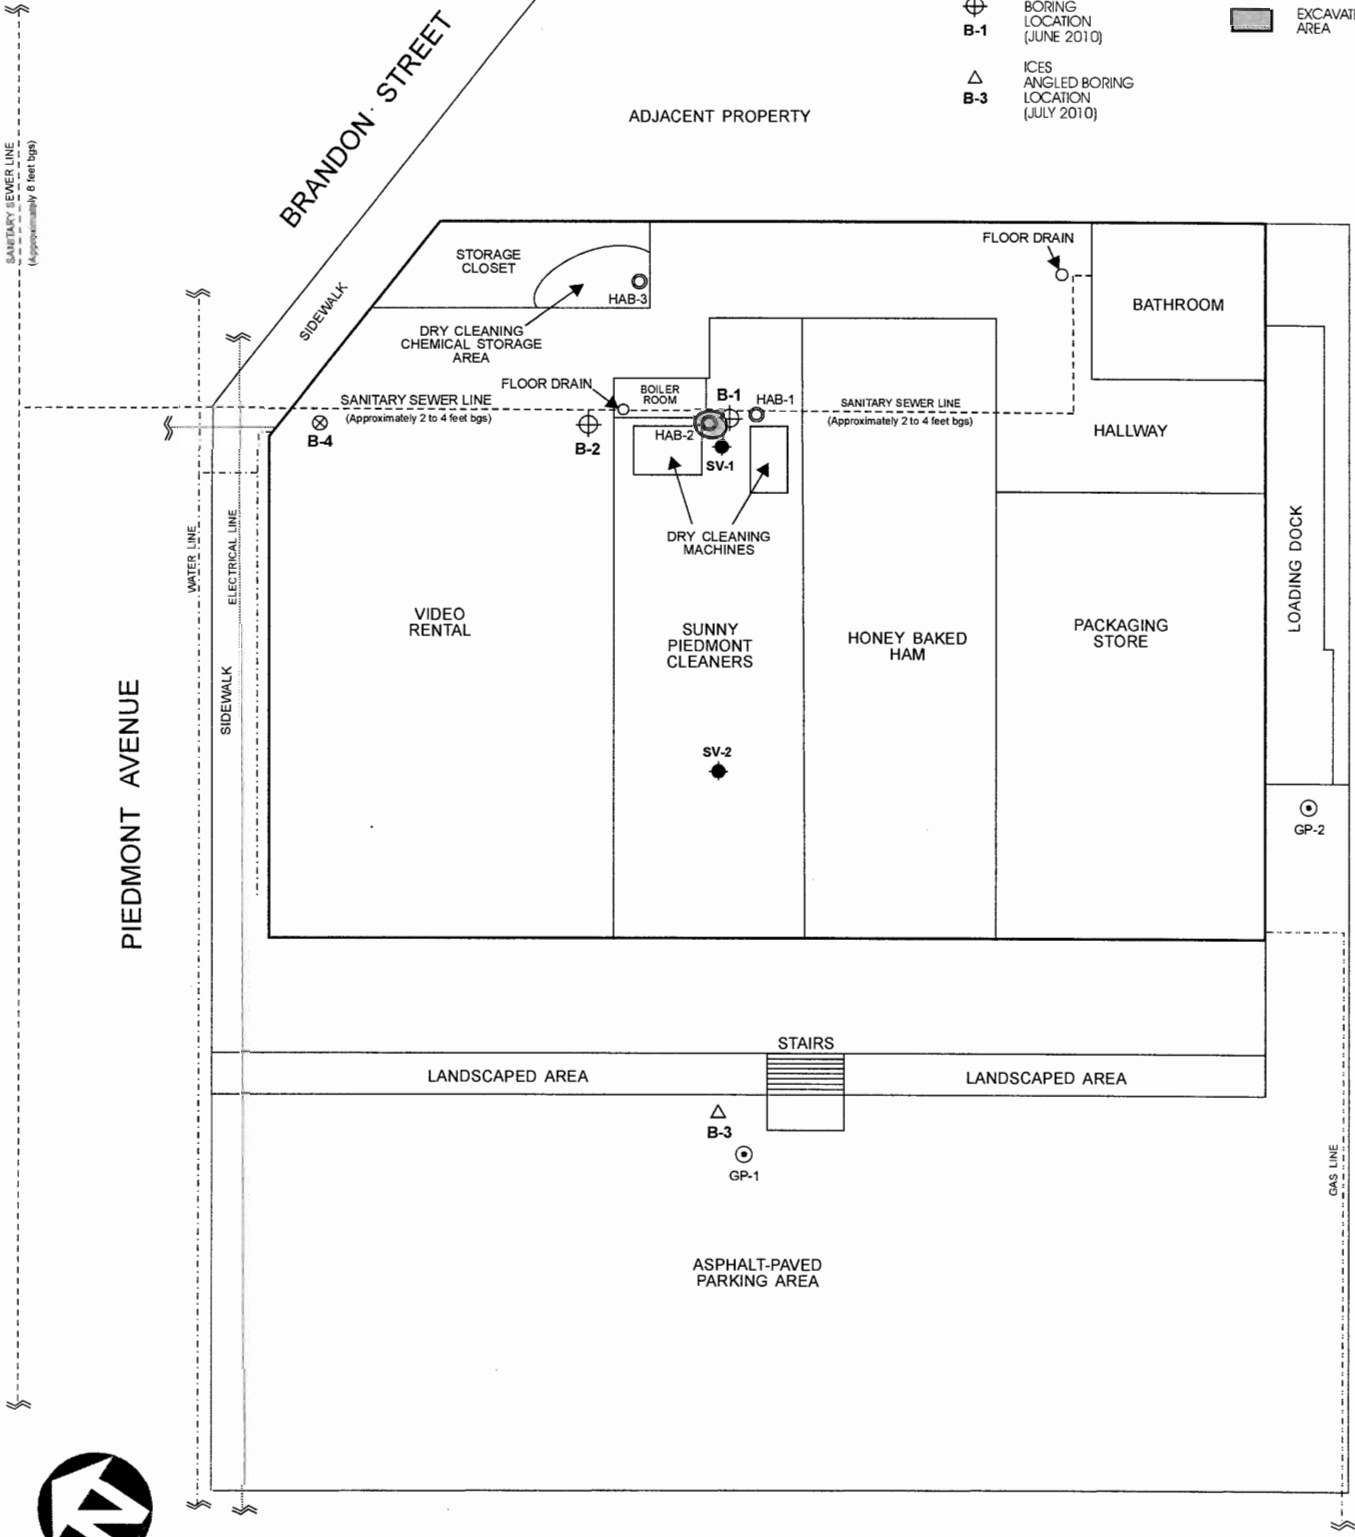 BORING
LOCATION
(JUNE 2010)
B-1
AREA
ICES
ANGLED BORING
LOCATION
(JULY 2010)
B-3
BRANDON STREET
ADJACENT PROPERTY
SANITARY SEWER LINE
(Approximately 8 feet bgs)
SIDEWALK
STORAGE
CLOSET
HAB-3
DRY CLEANING
CHEMICAL STORAGE
AREA
FLOOR DRAIN
BATHROOM
FLOOR DRAIN
BOILER
ROOM
B-1
HAB-1
SANITARY SEWER LINE
(Approximately 2 to 4 feet bgs)
SANITARY SEWER LINE
(Approximately 2 to 4 feet bgs)
B-4
B-2
HAB-2
SV-1
HALLWAY
DRY CLEANING
MACHINES
WATER LINE
ELECTRICAL LINE
LOADING DOCK
VIDEO
RENTAL
SUNNY
PIEDMONT
CLEANERS
HONEY BAKED
HAM
PACKAGING
STORE
SIDEWALK
PIEDMONT AVENUE
SV-2
GP-2
STAIRS
LANDSCAPED AREA
LANDSCAPED AREA
B-3
GP-1
GAS LINE
ASPHALT-PAVED
PARKING AREA
N